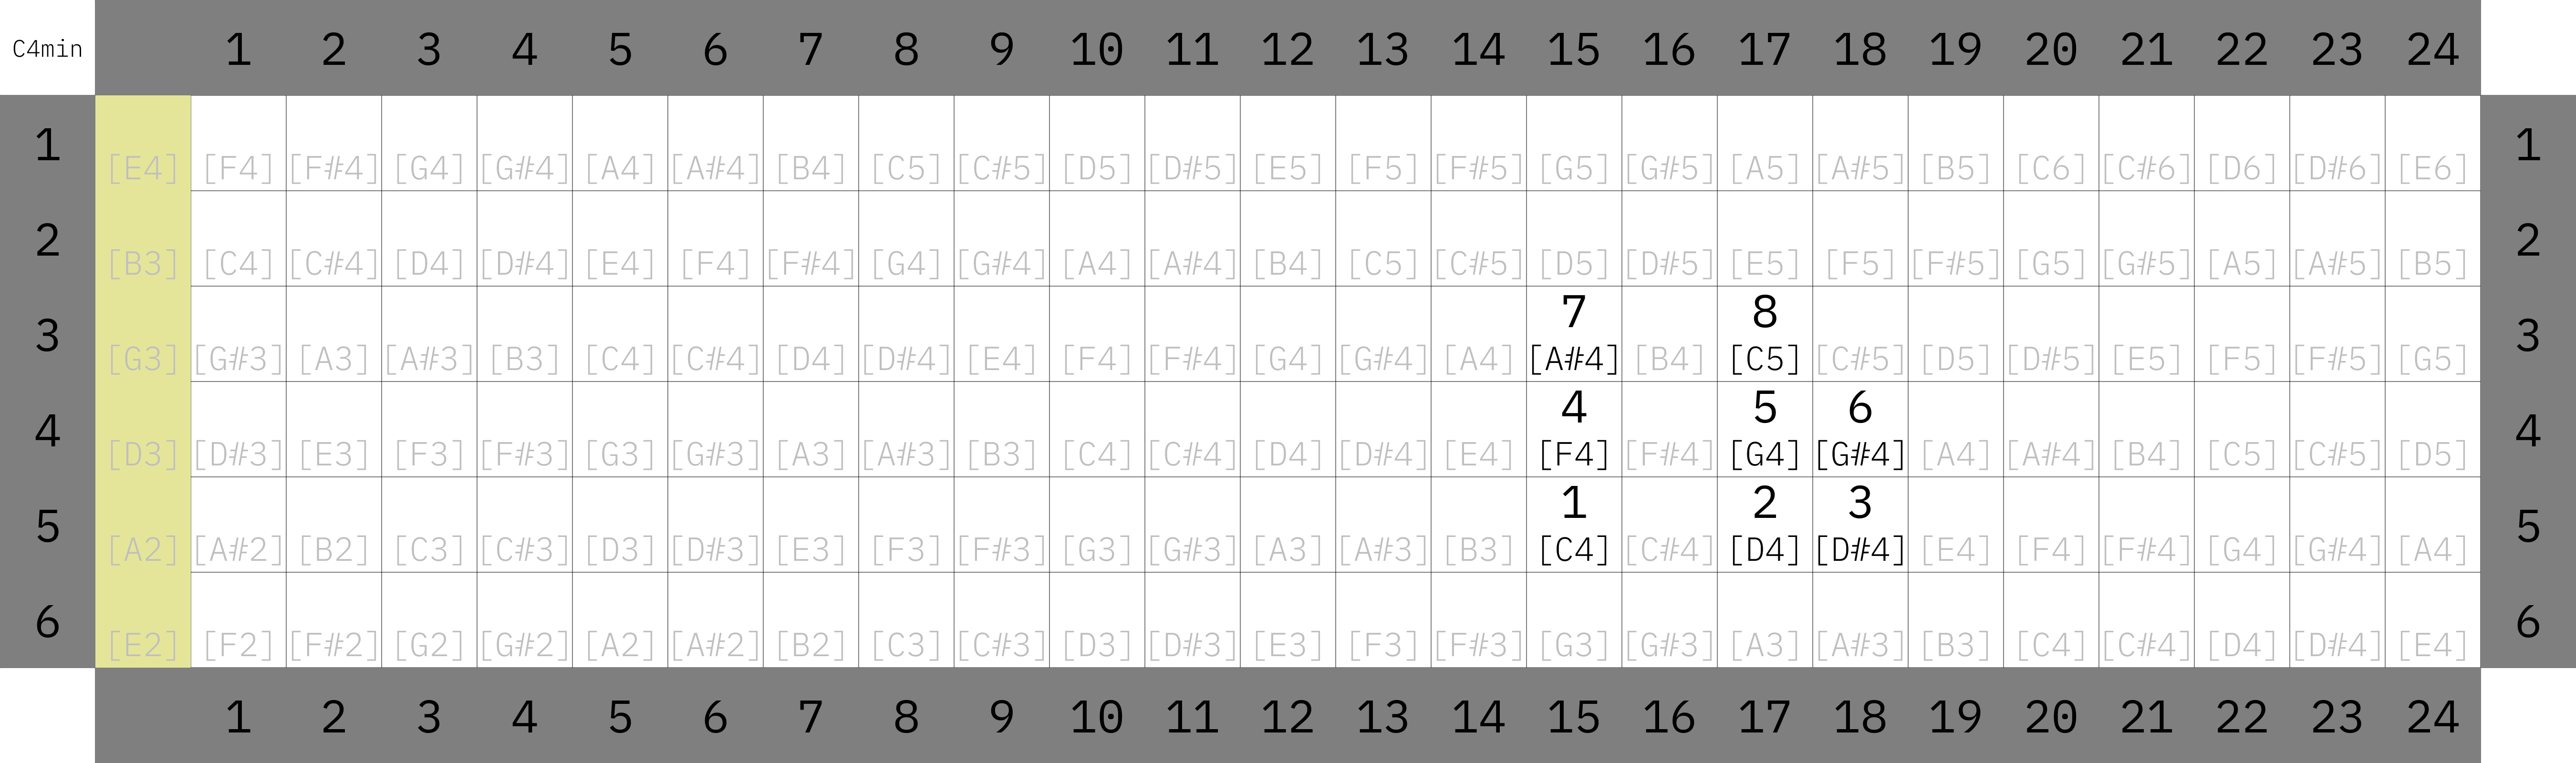 C4min 1 2 3 4 5 6 7 8 9 10 11 12 13 14 15 16 17 18 19 20 21 22 23 24
1 [E4] [F4] [F#4] [G4] [G#4] [A4] [A#4] [B4] [C5] [C#5] [D5] [D#5] [E5] [F5] [F#5] [G5] [G#5] [A5] [A#5] [B5] [C6] [C#6] [D6] [D#6] [E6] 1
2 [B3] [C4] [C#4] [D4] [D#4] [E4] [F4] [F#4] [G4] [G#4] [A4] [A#4] [B4] [C5] [C#5] [D5] [D#5] [E5] [F5] [F#5] [G5] [G#5] [A5] [A#5] [B5] 2
7 8
3 [G3] [G#3] [A3] [A#3] [B3] [C4] [C#4] [D4] [D#4] [E4] [F4] [F#4] [G4] [G#4] [A4] [A#4] [B4] [C5] [C#5] [D5] [D#5] [E5] [F5] [F#5] [G5] 3
4 5 6
4 [D3] [D#3] [E3] [F3] [F#3] [G3] [G#3] [A3] [A#3] [B3] [C4] [C#4] [D4] [D#4] [E4] [F4] [F#4] [G4] [G#4] [A4] [A#4] [B4] [C5] [C#5] [D5] 4
1 2 3
5 [A2] [A#2] [B2] [C3] [C#3] [D3] [D#3] [E3] [F3] [F#3] [G3] [G#3] [A3] [A#3] [B3] [C4] [C#4] [D4] [D#4] [E4] [F4] [F#4] [G4] [G#4] [A4] 5
6 [E2] [F2] [F#2] [G2] [G#2] [A2] [A#2] [B2] [C3] [C#3] [D3] [D#3] [E3] [F3] [F#3] [G3] [G#3] [A3] [A#3] [B3] [C4] [C#4] [D4] [D#4] [E4] 6
1 2 3 4 5 6 7 8 9 10 11 12 13 14 15 16 17 18 19 20 21 22 23 24